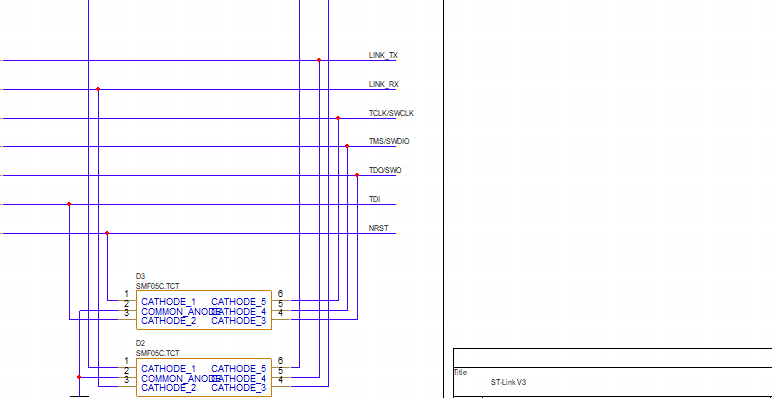 LINK_TX
LINK_RX
TCLK/SWCLK
TMS/SWDIO
TDO/SWO
TDI
NRST
D3
SMF05C.TCT
1 CATHODE_1 CATHODE_5 6
2 COMMON_ANODE CATHODE_4 5
3 CATHODE_2 CATHODE_3 4
D2
SMF05C.TCT
1 CATHODE_1 CATHODE_5 6
2 COMMON_ANODE CATHODE_4 5
3 CATHODE_2 CATHODE_3 4
Title
ST-Link V3